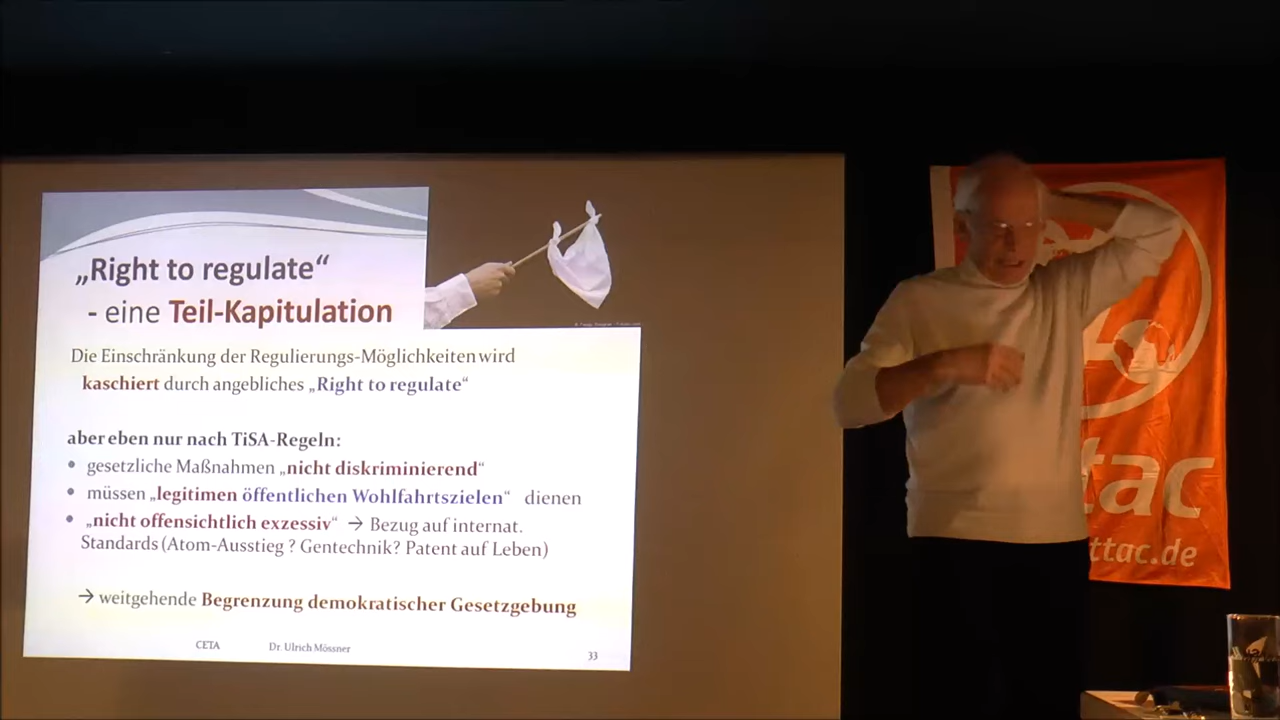 „Right to regulate“
- eine Teil-Kapitulation
Die Einschränkung der Regulierungs-Möglichkeiten wird
kaschiert durch angebliches „Right to regulate“
aber eben nur nach TiSA-Regeln:
• gesetzliche Maßnahmen „nicht diskriminierend“
• müssen „legitimen öffentlichen Wohlfahrtszielen“ dienen
• „nicht offensichtlich exzessiv“ → Bezug auf internat.
Standards (Atom-Ausstieg ? Gentechnik? Patent auf Leben)
→ weitgehende Begrenzung demokratischer Gesetzgebung
CETA Dr. Ulrich Mössner 33
tac
ttac.de